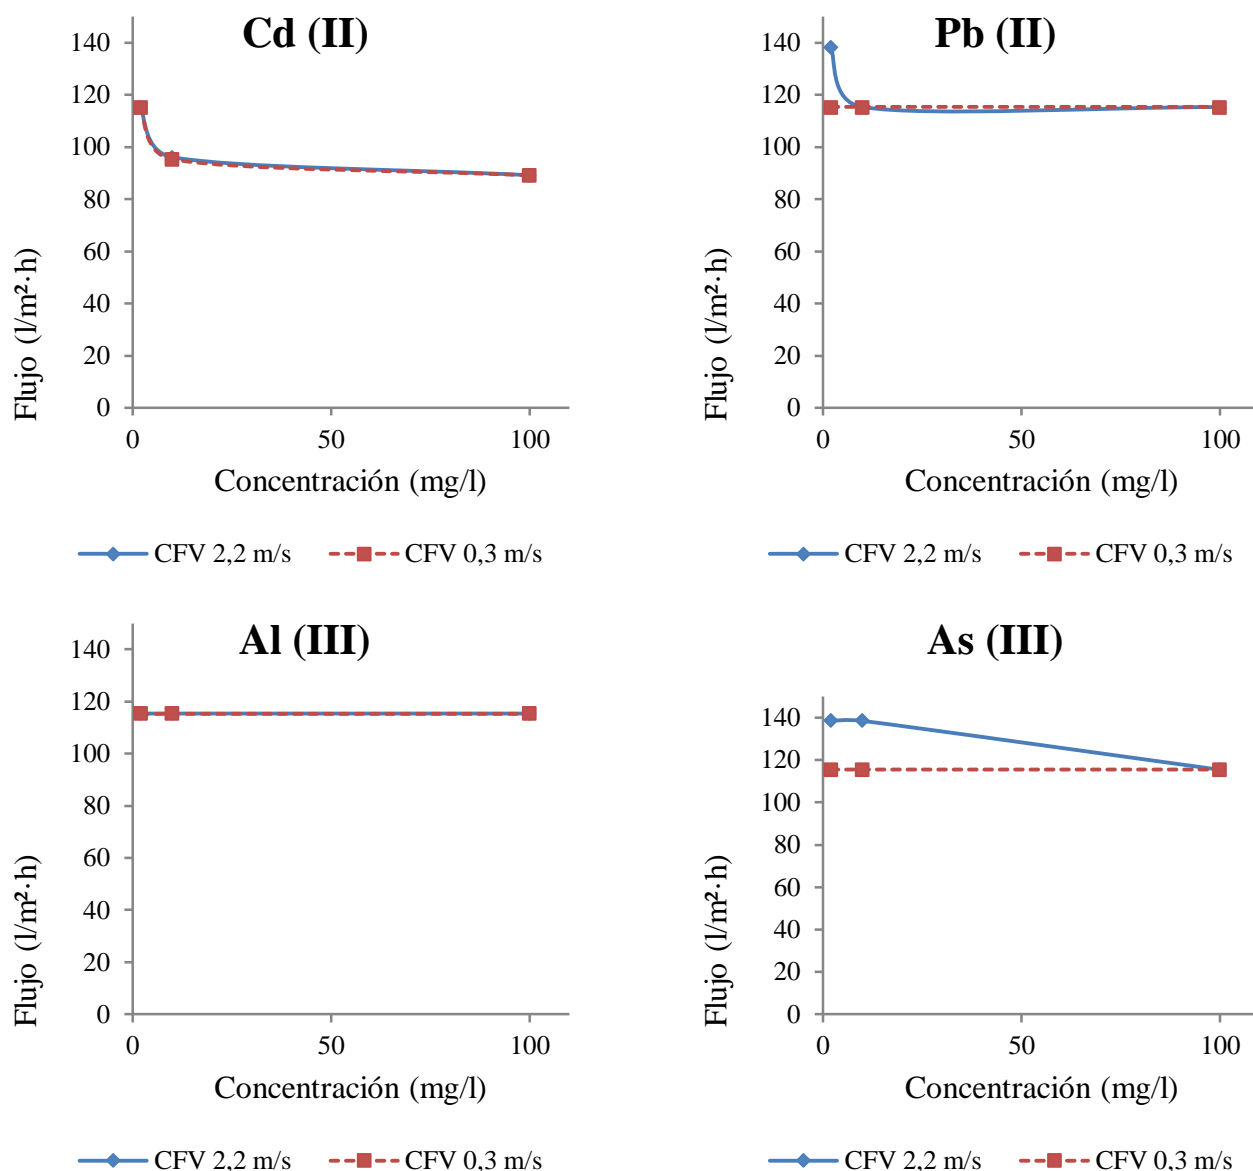 Cd (II)
140
120
100
80
60
40
20
0
0 50 100
Flujo (l/m²·h)
Concentración (mg/l)
CFV 2,2 m/s CFV 0,3 m/s
Pb (II)
140
120
100
80
60
40
20
0
0 50 100
Flujo (l/m²·h)
Concentración (mg/l)
CFV 2,2 m/s CFV 0,3 m/s
Al (III)
140
120
100
80
60
40
20
0
0 50 100
Flujo (l/m²·h)
Concentración (mg/l)
CFV 2,2 m/s CFV 0,3 m/s
As (III)
140
120
100
80
60
40
20
0
0 50 100
Flujo (l/m²·h)
Concentración (mg/l)
CFV 2,2 m/s CFV 0,3 m/s